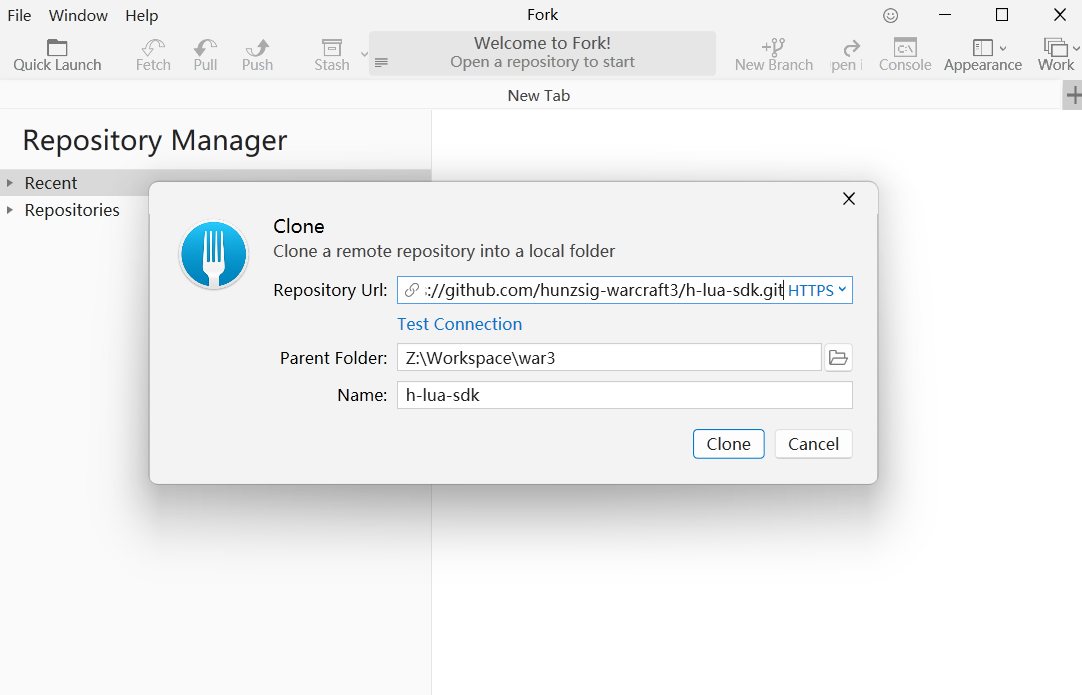 File Window Help
Fork
Quick Launch
Fetch
Pull
Push
Stash
Welcome to Fork!
Open a repository to start
New Branch
pen i
Console
C:\
Appearance
Work
New Tab
Repository Manager
Recent
Repositories
Clone
Clone a remote repository into a local folder
Repository Url: ://github.com/hunzsig-warcraft3/h-lua-sdk.git HTTPS
Test Connection
Parent Folder: Z:\Workspace\war3
Name: h-lua-sdk
Clone Cancel